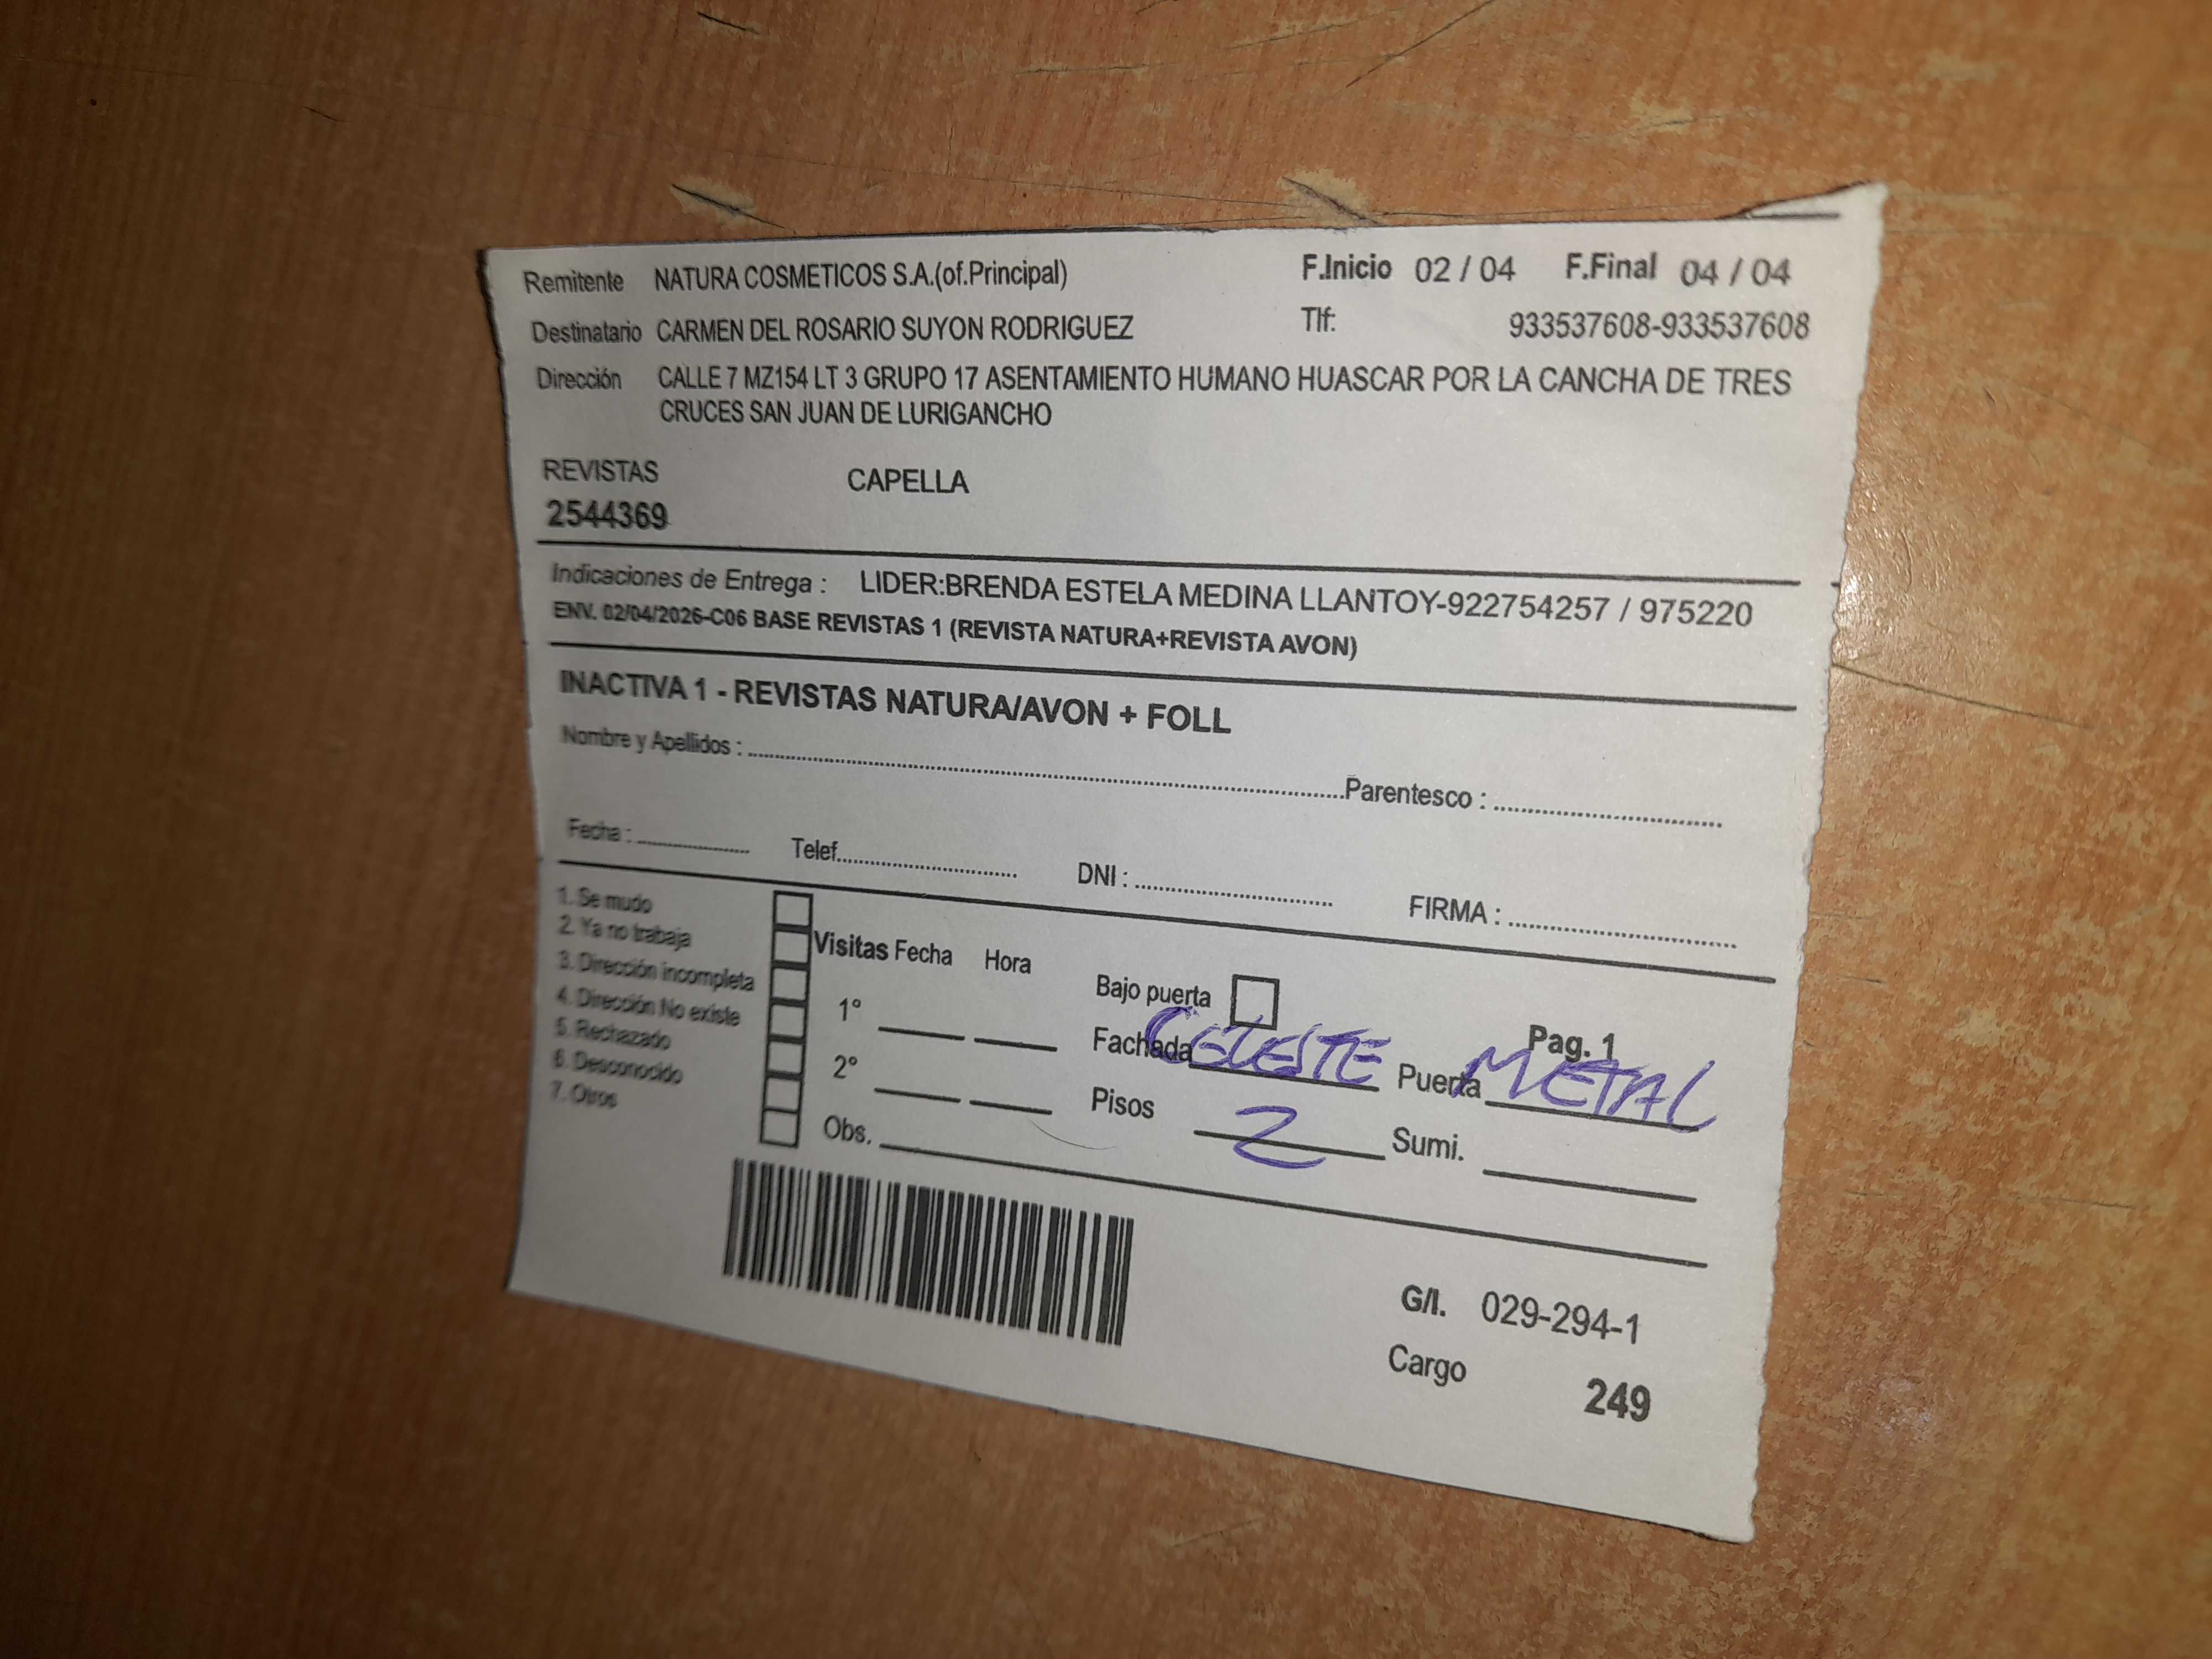 Remitente NATURA COSMETICOS S.A.(of.Principal) F.Inicio 02 / 04 F.Final 04 / 04
Destinatario CARMEN DEL ROSARIO SUYON RODRIGUEZ Tlf: 933537608-933537608
Dirección CALLE 7 MZ154 LT 3 GRUPO 17 ASENTAMIENTO HUMANO HUASCAR POR LA CANCHA DE TRES
CRUCES SAN JUAN DE LURIGANCHO
REVISTAS CAPELLA
2544369
Indicaciones de Entrega : LIDER:BRENDA ESTELA MEDINA LLANTOY-922754257 / 975220
ENV. 02/04/2026-C06 BASE REVISTAS 1 (REVISTA NATURA+REVISTA AVON)
INACTIVA 1 - REVISTAS NATURA/AVON + FOLL
Nombre y Apellidos : Parentesco :
Fecha : Telef. DNI : FIRMA :
1. Se mudo
2. Ya no trabaja
3. Dirección incompleta
4. Dirección No existe
5. Rechazado
6. Desconocido
7. Otros
Visitas Fecha Hora
1°
2°
Obs.
Bajo puerta
Pag. 1
Fachada CELESTE Puerta METAL
Pisos 2 Sumi.
G/I. 029-294-1
Cargo 249